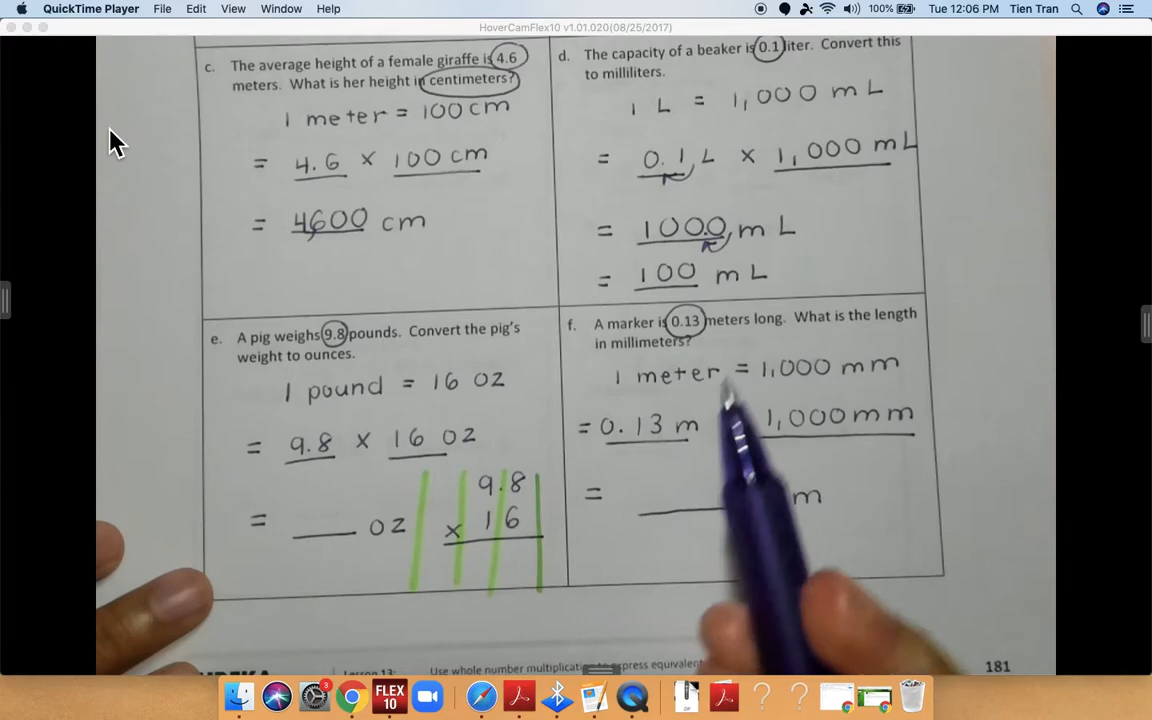 QuickTime Player File Edit View Window Help 100% Tue 12:06 PM Tien Tran
HoverCamFlex10 v1.01.020(08/25/2017)
c. The average height of a female giraffe is 4.6
meters. What is her height in centimeters?
1 meter = 100 cm
= 4.6 x 100 cm
= 4600 cm
d. The capacity of a beaker is 0.1 liter. Convert this
to milliliters.
1 L = 1,000 mL
= 0.1, L x 1,000 mL
= 1000, mL
= 100 mL
e. A pig weighs 9.8 pounds. Convert the pig's
weight to ounces.
1 pound = 16 oz
= 9.8 x 16 oz
= ___ oz
9.8
x 16
f. A marker is 0.13 meters long. What is the length
in millimeters?
1 meter = 1,000 mm
= 0.13 m 1,000 mm
= ___ m
Lesson 13: Use whole number
181
FLEX
10
3